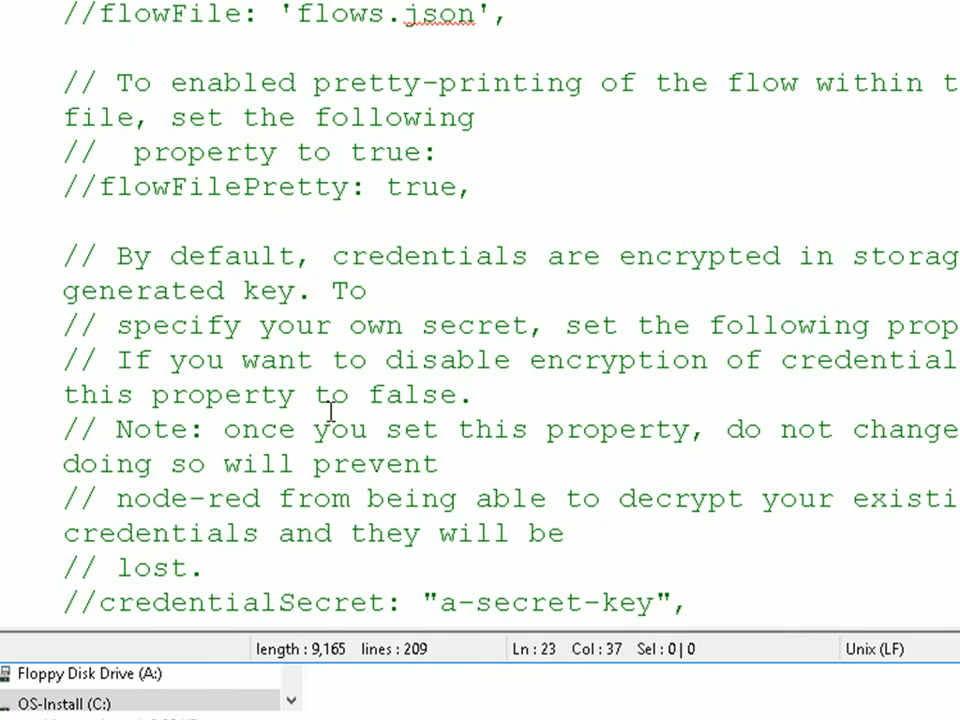 //flowFile: 'flows.json',
// To enabled pretty-printing of the flow within t
file, set the following
//  property to true:
//flowFilePretty: true,
// By default, credentials are encrypted in storag
generated key. To
// specify your own secret, set the following prop
// If you want to disable encryption of credential
this property to false.
// Note: once you set this property, do not change
doing so will prevent
// node-red from being able to decrypt your existi
credentials and they will be
// lost.
//credentialSecret: "a-secret-key",
length : 9,165 lines : 209 Ln : 23 Col : 37 Sel : 0 | 0 Unix (LF)
Floppy Disk Drive (A:)
OS-Install (C:)